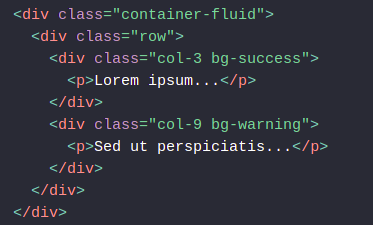 <div class="container-fluid">
  <div class="row">
    <div class="col-3 bg-success">
      <p>Lorem ipsum...</p>
    </div>
    <div class="col-9 bg-warning">
      <p>Sed ut perspiciatis...</p>
    </div>
  </div>
</div>